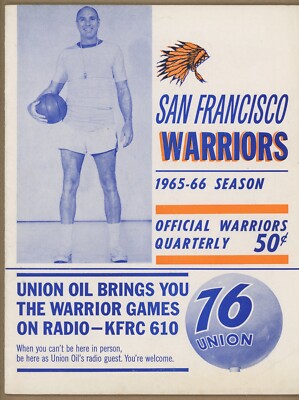 SAN FRANCISCO
WARRIORS
1965-66 SEASON
OFFICIAL WARRIORS
QUARTERLY 50¢
UNION OIL BRINGS YOU
THE WARRIOR GAMES
ON RADIO—KFRC 610
When you can't be here in person,
be here as Union Oil's radio guest. You're welcome.
76
UNION